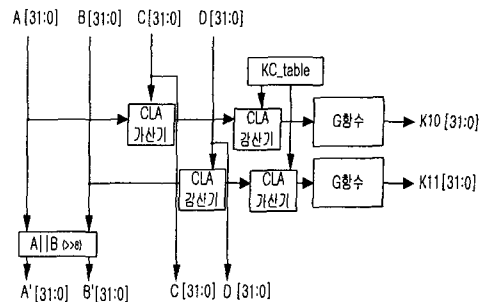 A[31:0] B[31:0] C[31:0] D[31:0]
KC_table
CLA 가산기
CLA 감산기
G함수
K10 [31:0]
CLA 감산기
CLA 가산기
G함수
K11 [31:0]
A||B (>>8)
A'[31:0] B'[31:0] C[31:0] D [31:0]